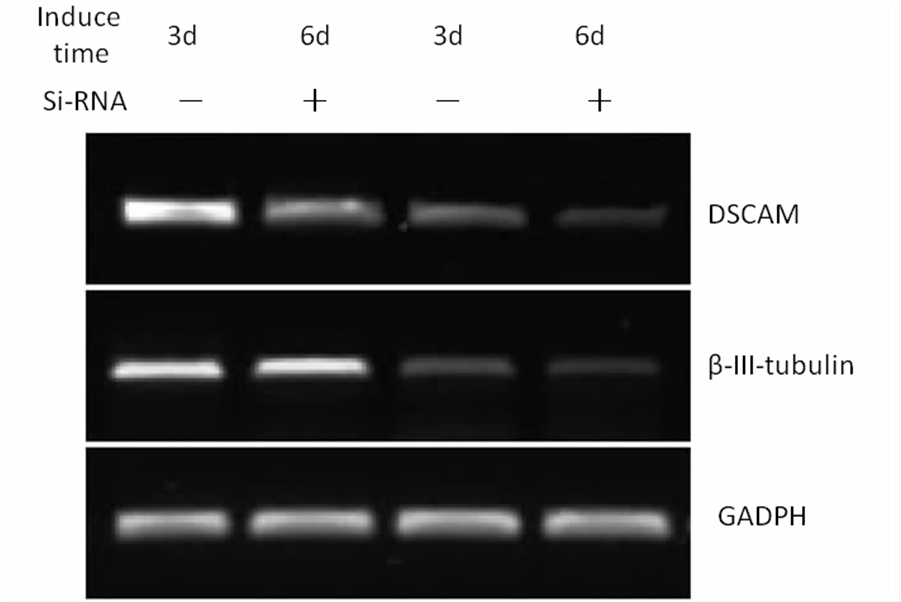 Induce
time 3d 6d 3d 6d
Si-RNA — + — +
DSCAM
β-III-tubulin
GADPH